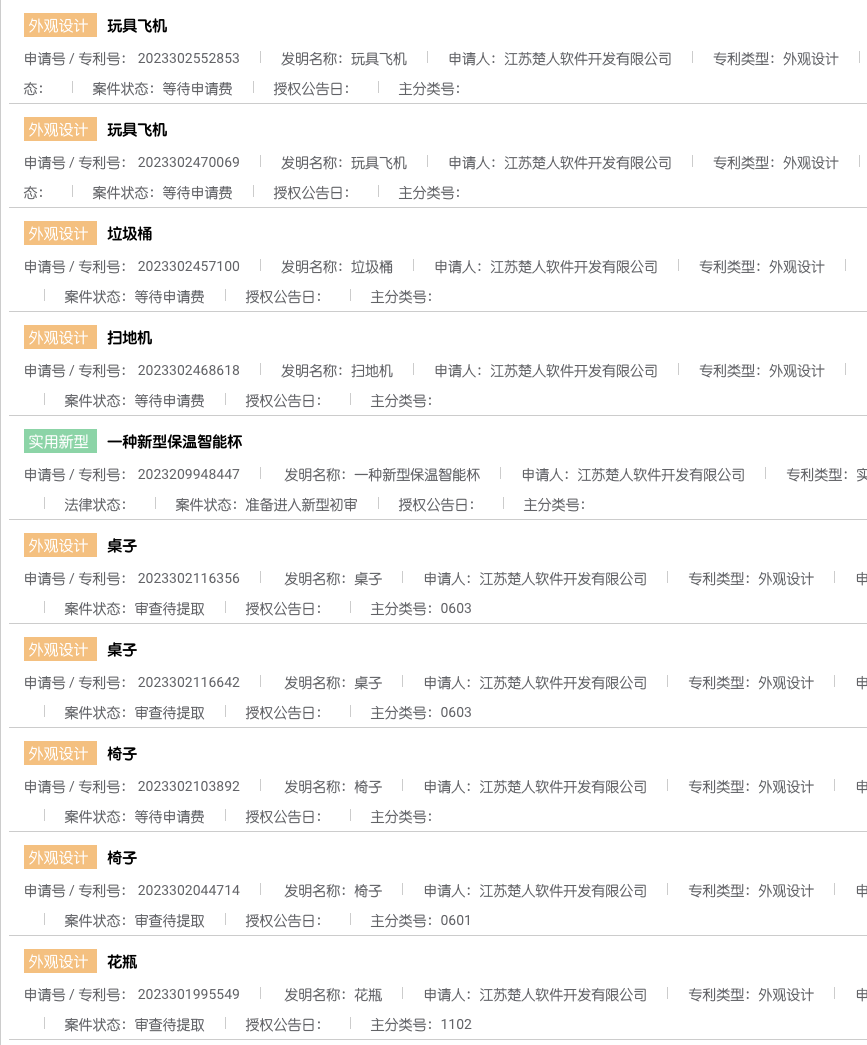 外观设计 玩具飞机
申请号 / 专利号： 2023302552853 发明名称：玩具飞机 申请人：江苏楚人软件开发有限公司 专利类型：外观设计
态： 案件状态：等待申请费 授权公告日： 主分类号：
外观设计 玩具飞机
申请号 / 专利号： 2023302470069 发明名称：玩具飞机 申请人：江苏楚人软件开发有限公司 专利类型：外观设计
态： 案件状态：等待申请费 授权公告日： 主分类号：
外观设计 垃圾桶
申请号 / 专利号： 2023302457100 发明名称：垃圾桶 申请人：江苏楚人软件开发有限公司 专利类型：外观设计
案件状态：等待申请费 授权公告日： 主分类号：
外观设计 扫地机
申请号 / 专利号： 2023302468618 发明名称：扫地机 申请人：江苏楚人软件开发有限公司 专利类型：外观设计
案件状态：等待申请费 授权公告日： 主分类号：
实用新型 一种新型保温智能杯
申请号 / 专利号： 2023209948447 发明名称：一种新型保温智能杯 申请人：江苏楚人软件开发有限公司 专利类型：实
法律状态： 案件状态：准备进入新型初审 授权公告日： 主分类号：
外观设计 桌子
申请号 / 专利号： 2023302116356 发明名称：桌子 申请人：江苏楚人软件开发有限公司 专利类型：外观设计 申
案件状态：审查待提取 授权公告日： 主分类号：0603
外观设计 桌子
申请号 / 专利号： 2023302116642 发明名称：桌子 申请人：江苏楚人软件开发有限公司 专利类型：外观设计 申
案件状态：审查待提取 授权公告日： 主分类号：0603
外观设计 椅子
申请号 / 专利号： 2023302103892 发明名称：椅子 申请人：江苏楚人软件开发有限公司 专利类型：外观设计 申
案件状态：等待申请费 授权公告日： 主分类号：
外观设计 椅子
申请号 / 专利号： 2023302044714 发明名称：椅子 申请人：江苏楚人软件开发有限公司 专利类型：外观设计 申
案件状态：审查待提取 授权公告日： 主分类号：0601
外观设计 花瓶
申请号 / 专利号： 2023301995549 发明名称：花瓶 申请人：江苏楚人软件开发有限公司 专利类型：外观设计 申
案件状态：审查待提取 授权公告日： 主分类号：1102